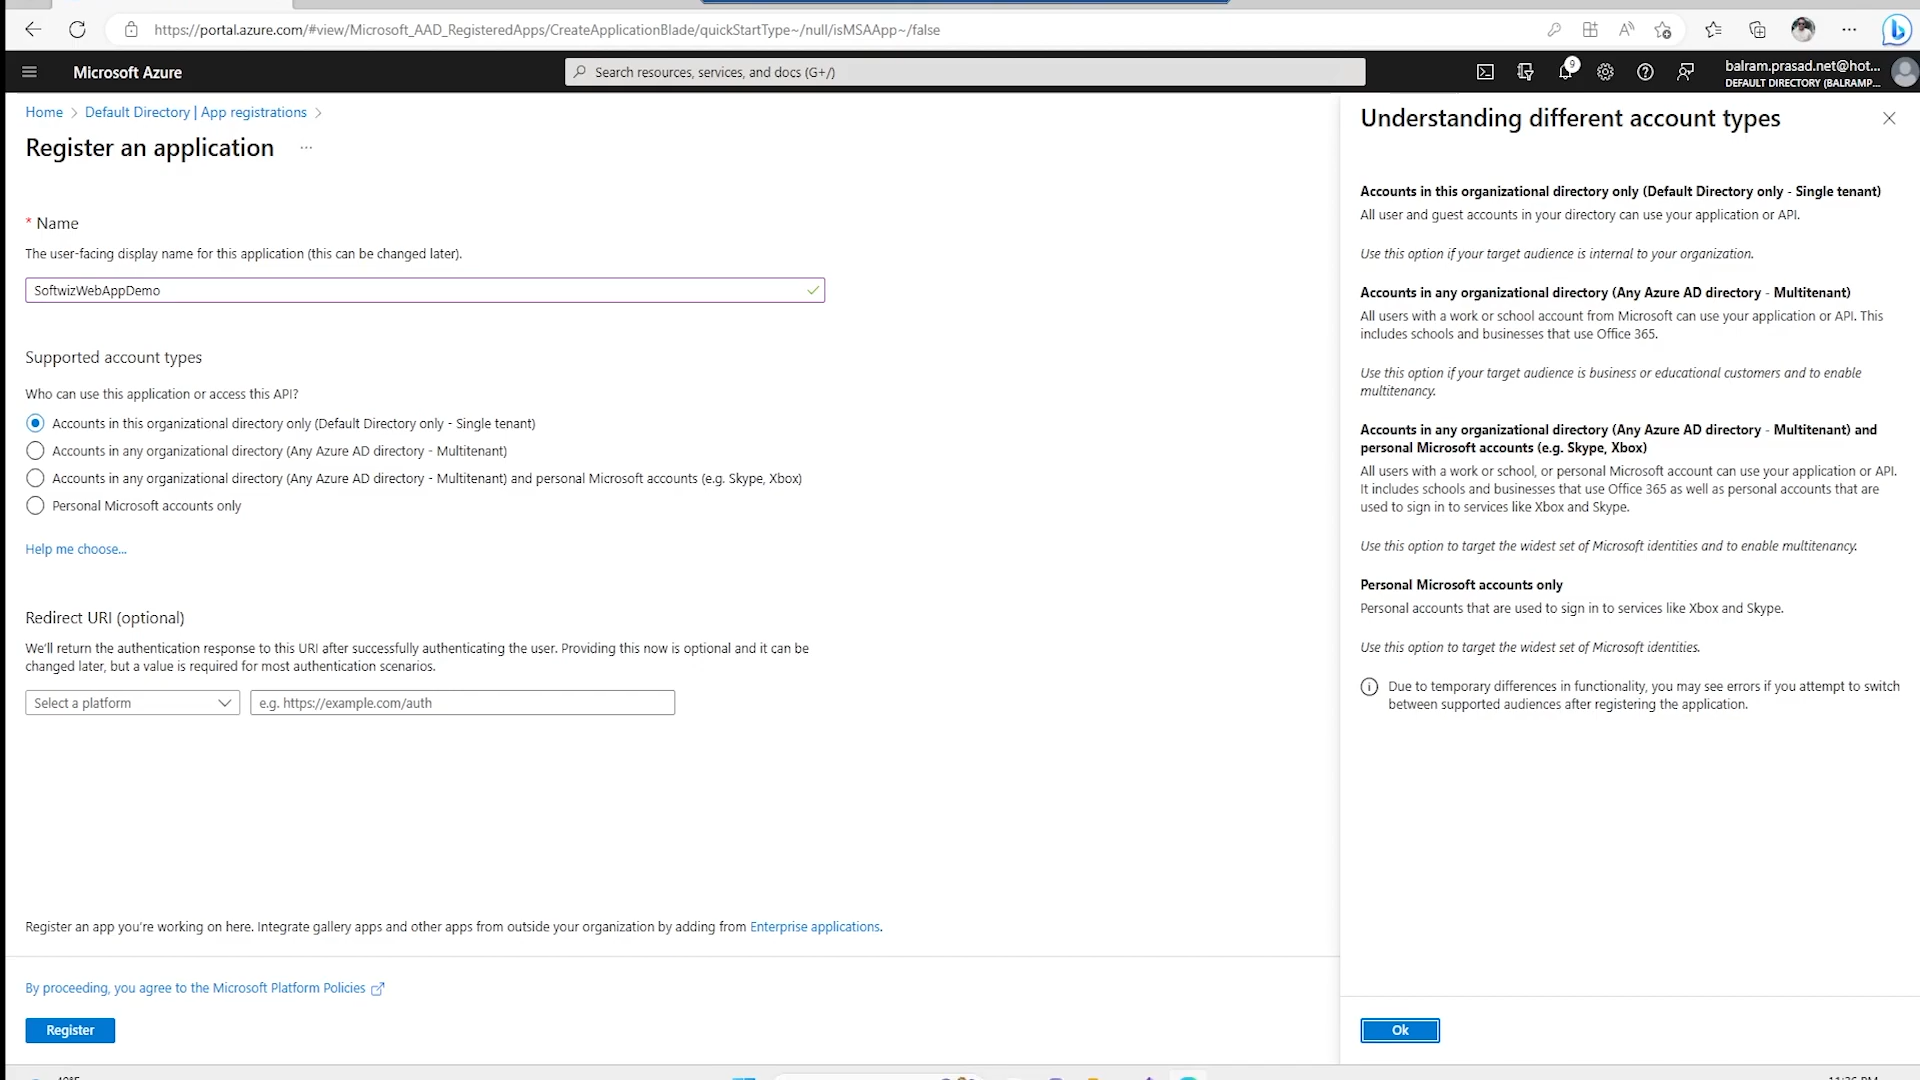 https://portal.azure.com/#view/Microsoft_AAD_RegisteredApps/CreateApplicationBlade/quickStartType~/null/isMSAApp~/false
Microsoft Azure
Search resources, services, and docs (G+/)
9
balram.prasad.net@hot...
DEFAULT DIRECTORY (BALRAMP...
Home > Default Directory | App registrations >
Register an application ...
* Name
The user-facing display name for this application (this can be changed later).
SoftwizWebAppDemo
Supported account types
Who can use this application or access this API?
Accounts in this organizational directory only (Default Directory only - Single tenant)
Accounts in any organizational directory (Any Azure AD directory - Multitenant)
Accounts in any organizational directory (Any Azure AD directory - Multitenant) and personal Microsoft accounts (e.g. Skype, Xbox)
Personal Microsoft accounts only
Help me choose...
Redirect URI (optional)
We'll return the authentication response to this URI after successfully authenticating the user. Providing this now is optional and it can be
changed later, but a value is required for most authentication scenarios.
Select a platform
e.g. https://example.com/auth
Register an app you're working on here. Integrate gallery apps and other apps from outside your organization by adding from Enterprise applications.
By proceeding, you agree to the Microsoft Platform Policies
Register
Understanding different account types
Accounts in this organizational directory only (Default Directory only - Single tenant)
All user and guest accounts in your directory can use your application or API.
Use this option if your target audience is internal to your organization.
Accounts in any organizational directory (Any Azure AD directory - Multitenant)
All users with a work or school account from Microsoft can use your application or API. This
includes schools and businesses that use Office 365.
Use this option if your target audience is business or educational customers and to enable
multitenancy.
Accounts in any organizational directory (Any Azure AD directory - Multitenant) and
personal Microsoft accounts (e.g. Skype, Xbox)
All users with a work or school, or personal Microsoft account can use your application or API.
It includes schools and businesses that use Office 365 as well as personal accounts that are
used to sign in to services like Xbox and Skype.
Use this option to target the widest set of Microsoft identities and to enable multitenancy.
Personal Microsoft accounts only
Personal accounts that are used to sign in to services like Xbox and Skype.
Use this option to target the widest set of Microsoft identities.
Due to temporary differences in functionality, you may see errors if you attempt to switch
between supported audiences after registering the application.
Ok